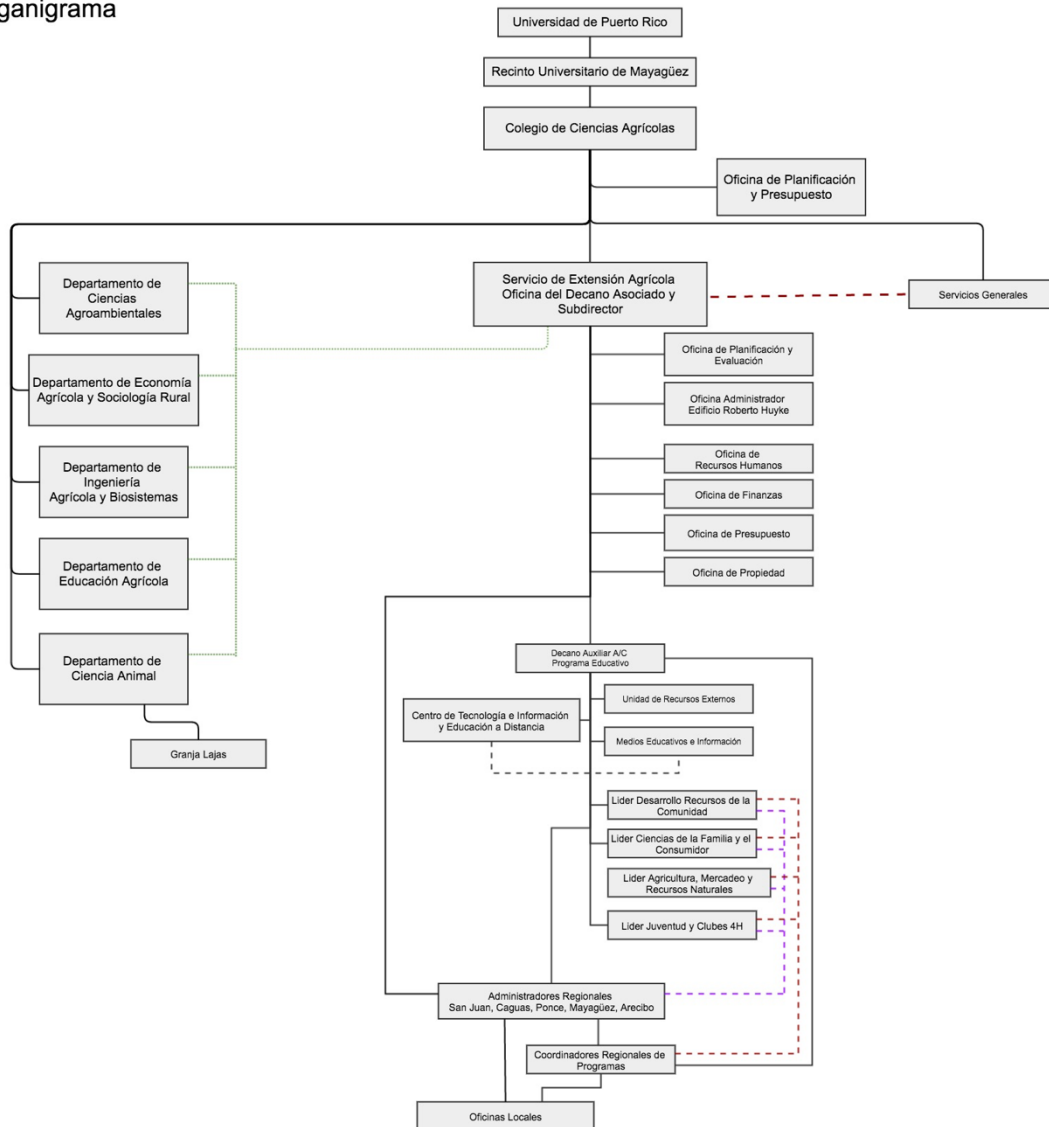 ganigrama
Universidad de Puerto Rico
Recinto Universitario de Mayagüez
Colegio de Ciencias Agrícolas
Oficina de Planificación
y Presupuesto
Departamento de
Ciencias
Agroambientales
Servicio de Extensión Agrícola
Oficina del Decano Asociado y
Subdirector
Servicios Generales
Oficina de Planificación y
Evaluación
Departamento de Economía
Agrícola y Sociología Rural
Oficina Administrador
Edificio Roberto Huyke
Departamento de
Ingeniería
Agrícola y Biosistemas
Oficina de
Recursos Humanos
Oficina de Finanzas
Oficina de Presupuesto
Departamento de
Educación Agrícola
Oficina de Propiedad
Departamento de
Ciencia Animal
Granja Lajas
Decano Auxiliar A/C
Programa Educativo
Unidad de Recursos Externos
Centro de Tecnología e Información
y Educación a Distancia
Medios Educativos e Información
Lider Desarrollo Recursos de la
Comunidad
Lider Ciencias de la Familia y el
Consumidor
Lider Agricultura, Mercadeo y
Recursos Naturales
Lider Juventud y Clubes 4H
Administradores Regionales
San Juan, Caguas, Ponce, Mayagüez, Arecibo
Coordinadores Regionales de
Programas
Oficinas Locales